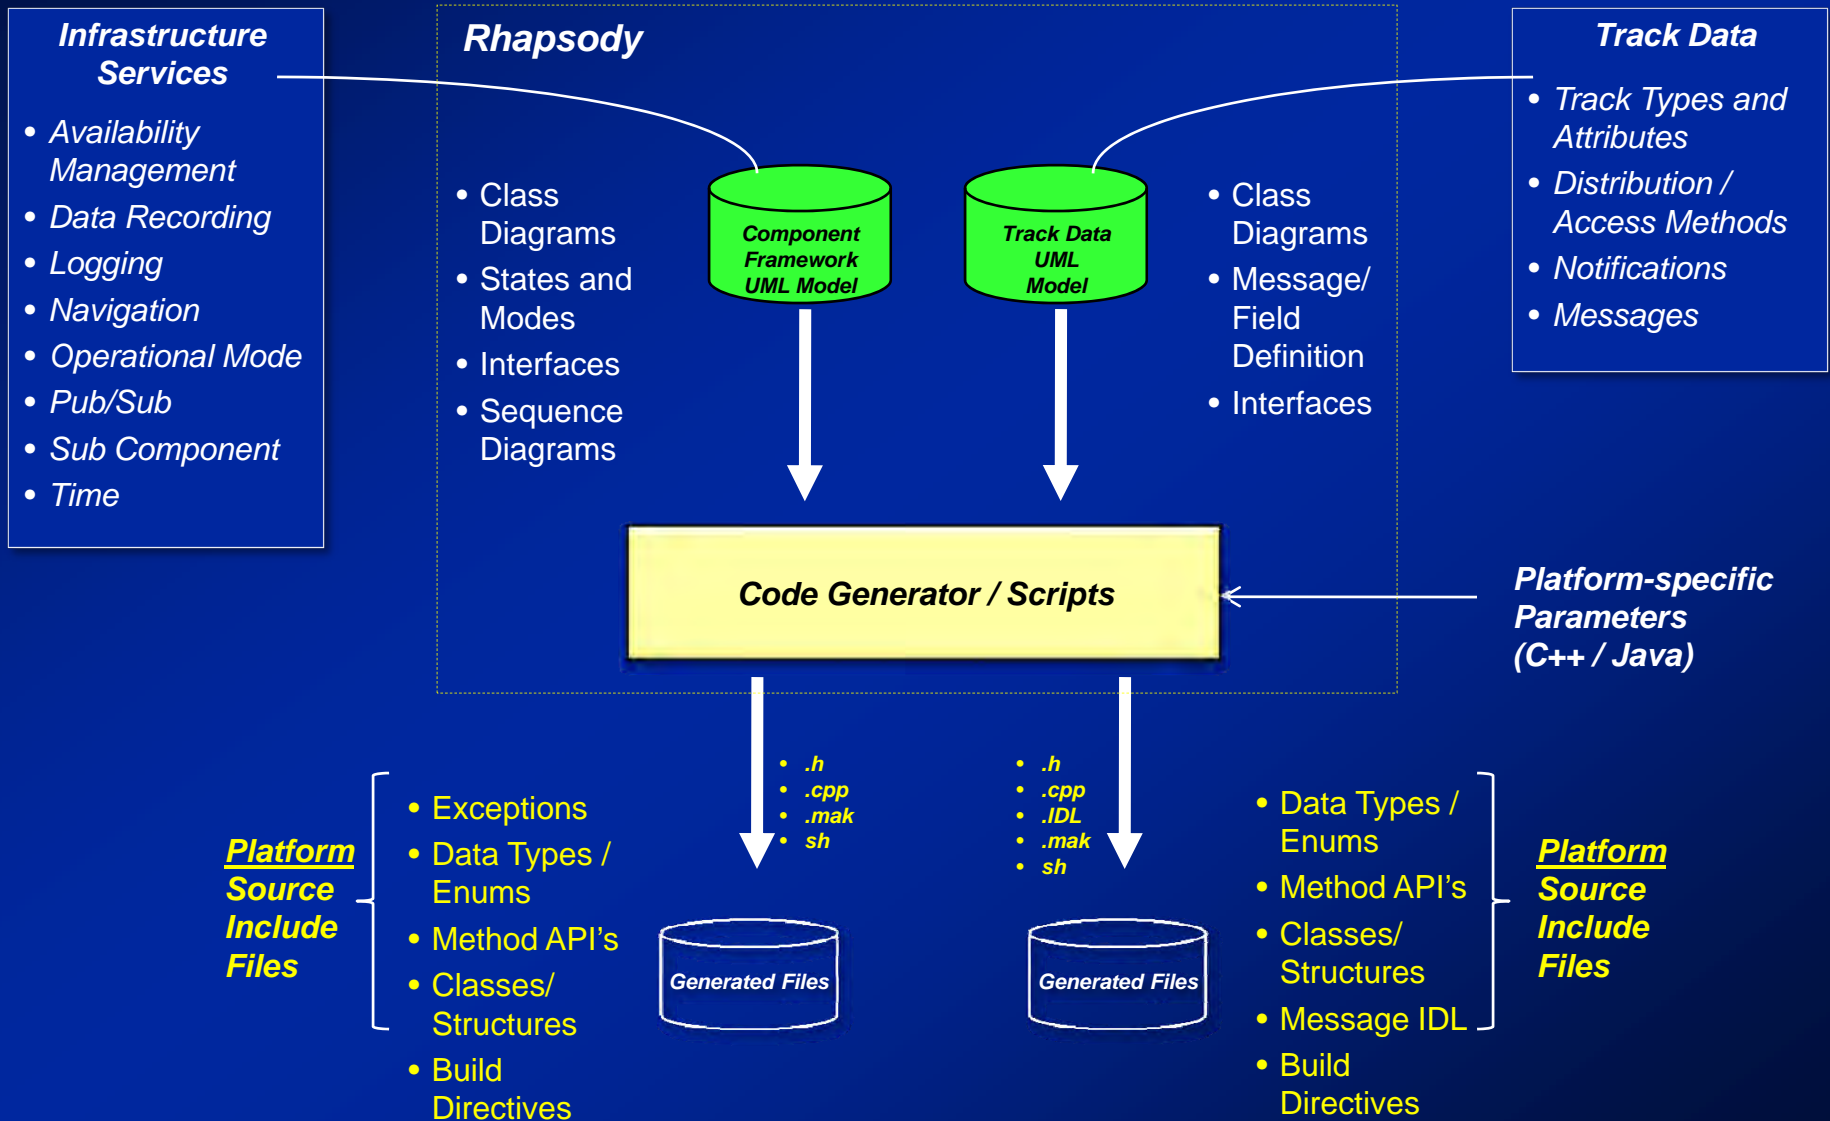 Infrastructure
Services
• Availability
Management
• Data Recording
• Logging
• Navigation
• Operational Mode
• Pub/Sub
• Sub Component
• Time
Rhapsody
• Class
Diagrams
• States and
Modes
• Interfaces
• Sequence
Diagrams
Component
Framework
UML Model
Track Data
UML
Model
• Class
Diagrams
• Message/
Field
Definition
• Interfaces
Track Data
• Track Types and
Attributes
• Distribution /
Access Methods
• Notifications
• Messages
Code Generator / Scripts
Platform-specific
Parameters
(C++ / Java)
Platform
Source
Include
Files
• Exceptions
• Data Types /
Enums
• Method API's
• Classes/
Structures
• Build
Directives
• .h
• .cpp
• .mak
• sh
Generated Files
• .h
• .cpp
• .IDL
• .mak
• sh
Generated Files
• Data Types /
Enums
• Method API's
• Classes/
Structures
• Message IDL
• Build
Directives
Platform
Source
Include
Files